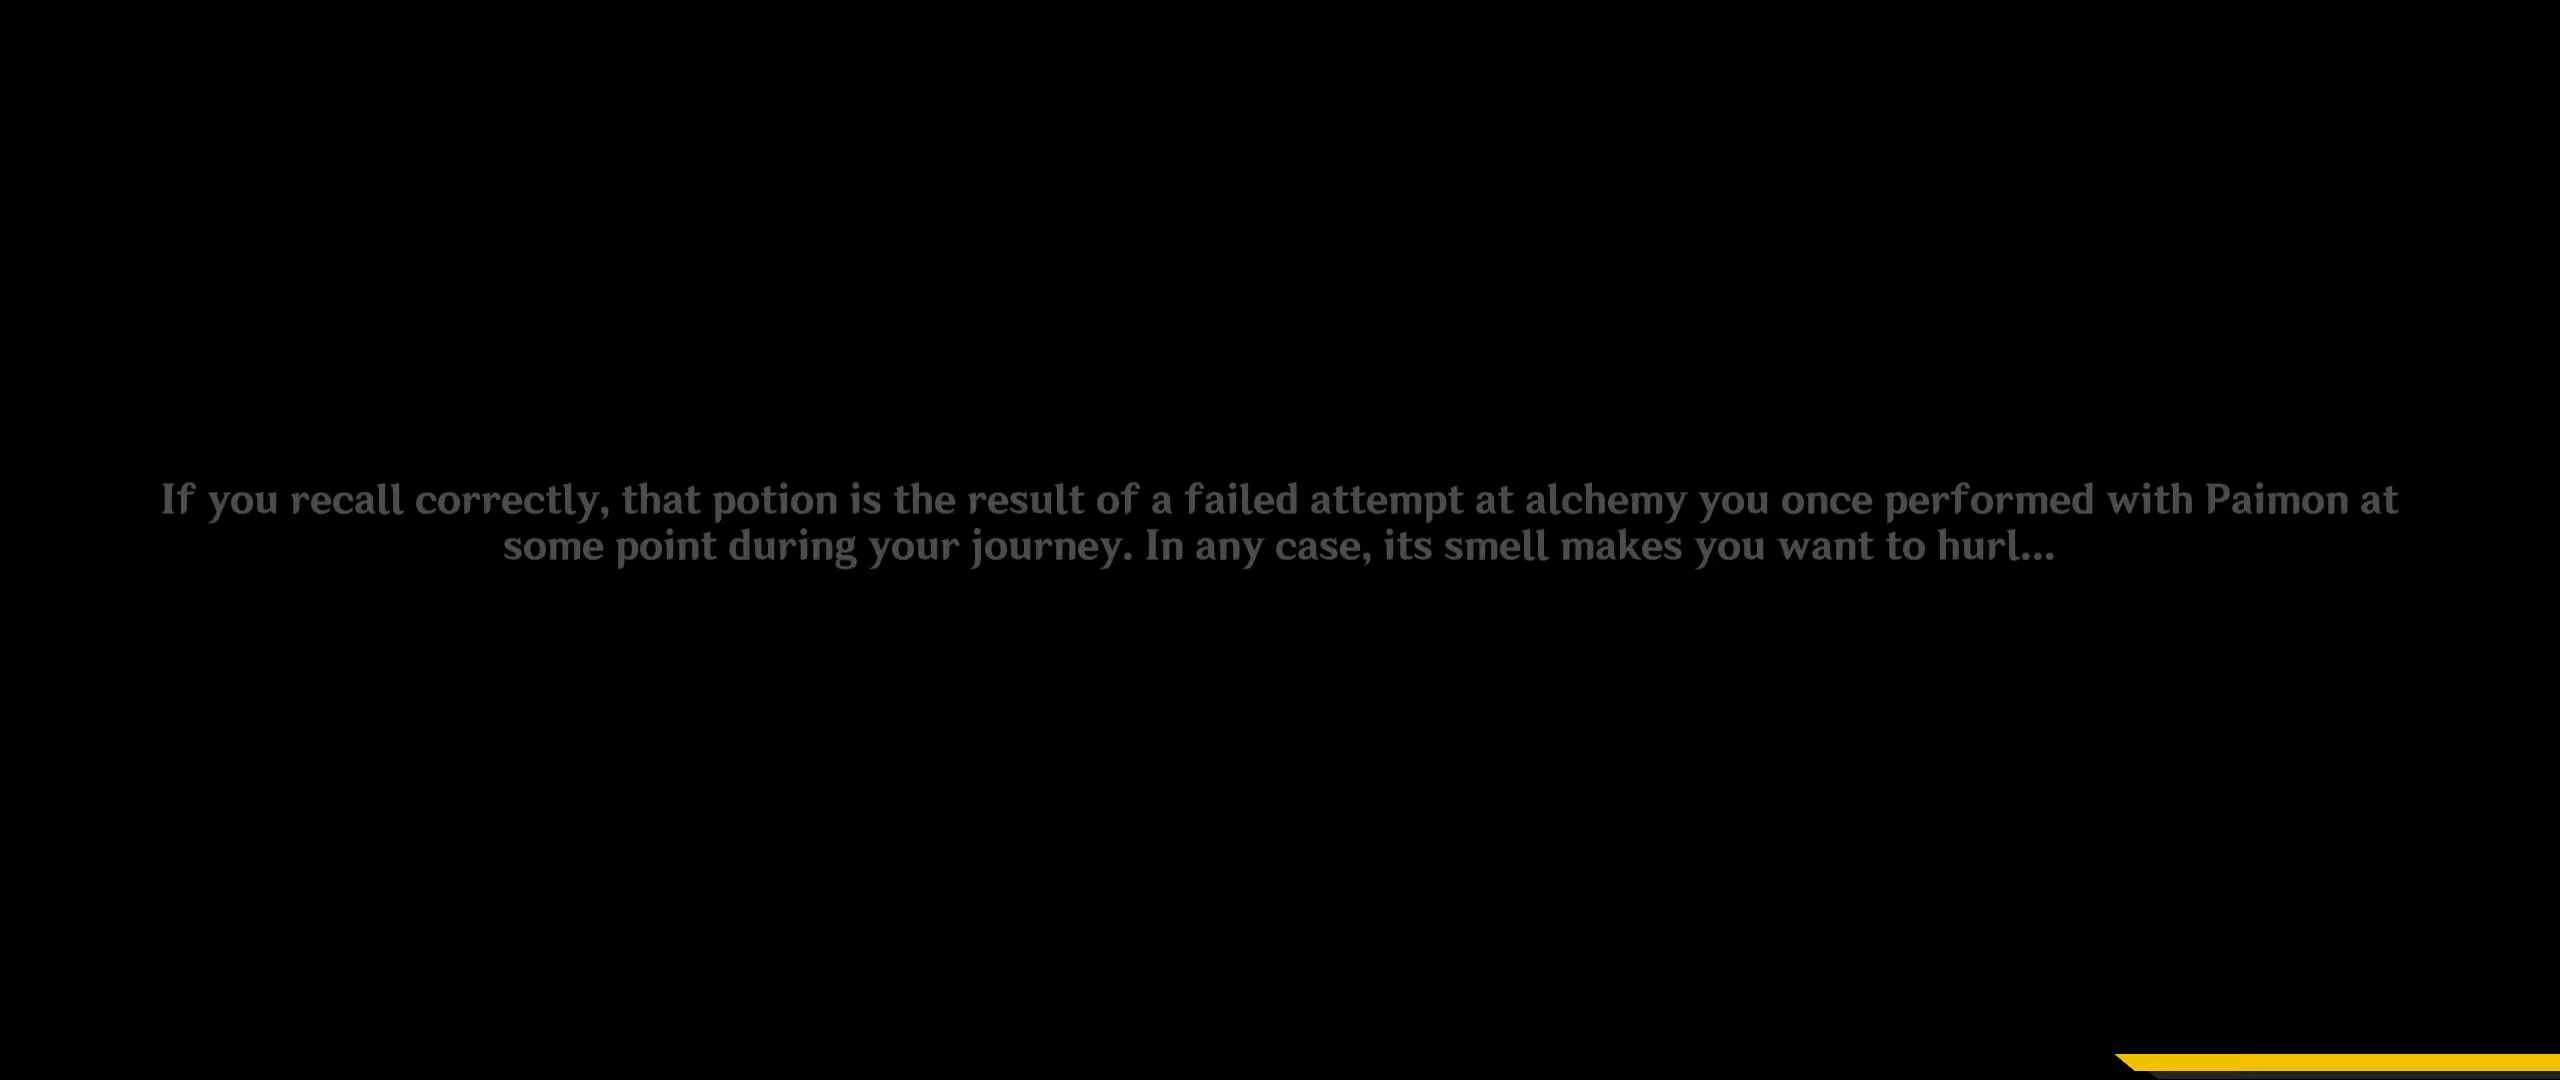 If you recall correctly, that potion is the result of a failed attempt at alchemy you once performed with Paimon at
some point during your journey. In any case, its smell makes you want to hurl...